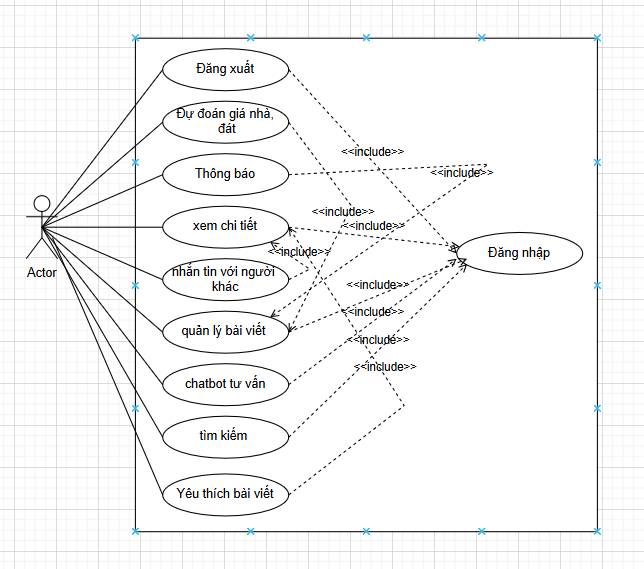 Đăng xuất
Dự đoán giá nhà,
đát
<<include>>
Thông báo
<<include>>
<<include>>
xem chi tiết
<<include>>
Đăng nhập
<<include>>
Actor
nhắn tin với người
khác
<<include>>
<<include>>
quản lý bài viết
<<include>>
<<include>>
chatbot tư vấn
tìm kiếm
Yêu thích bài viết